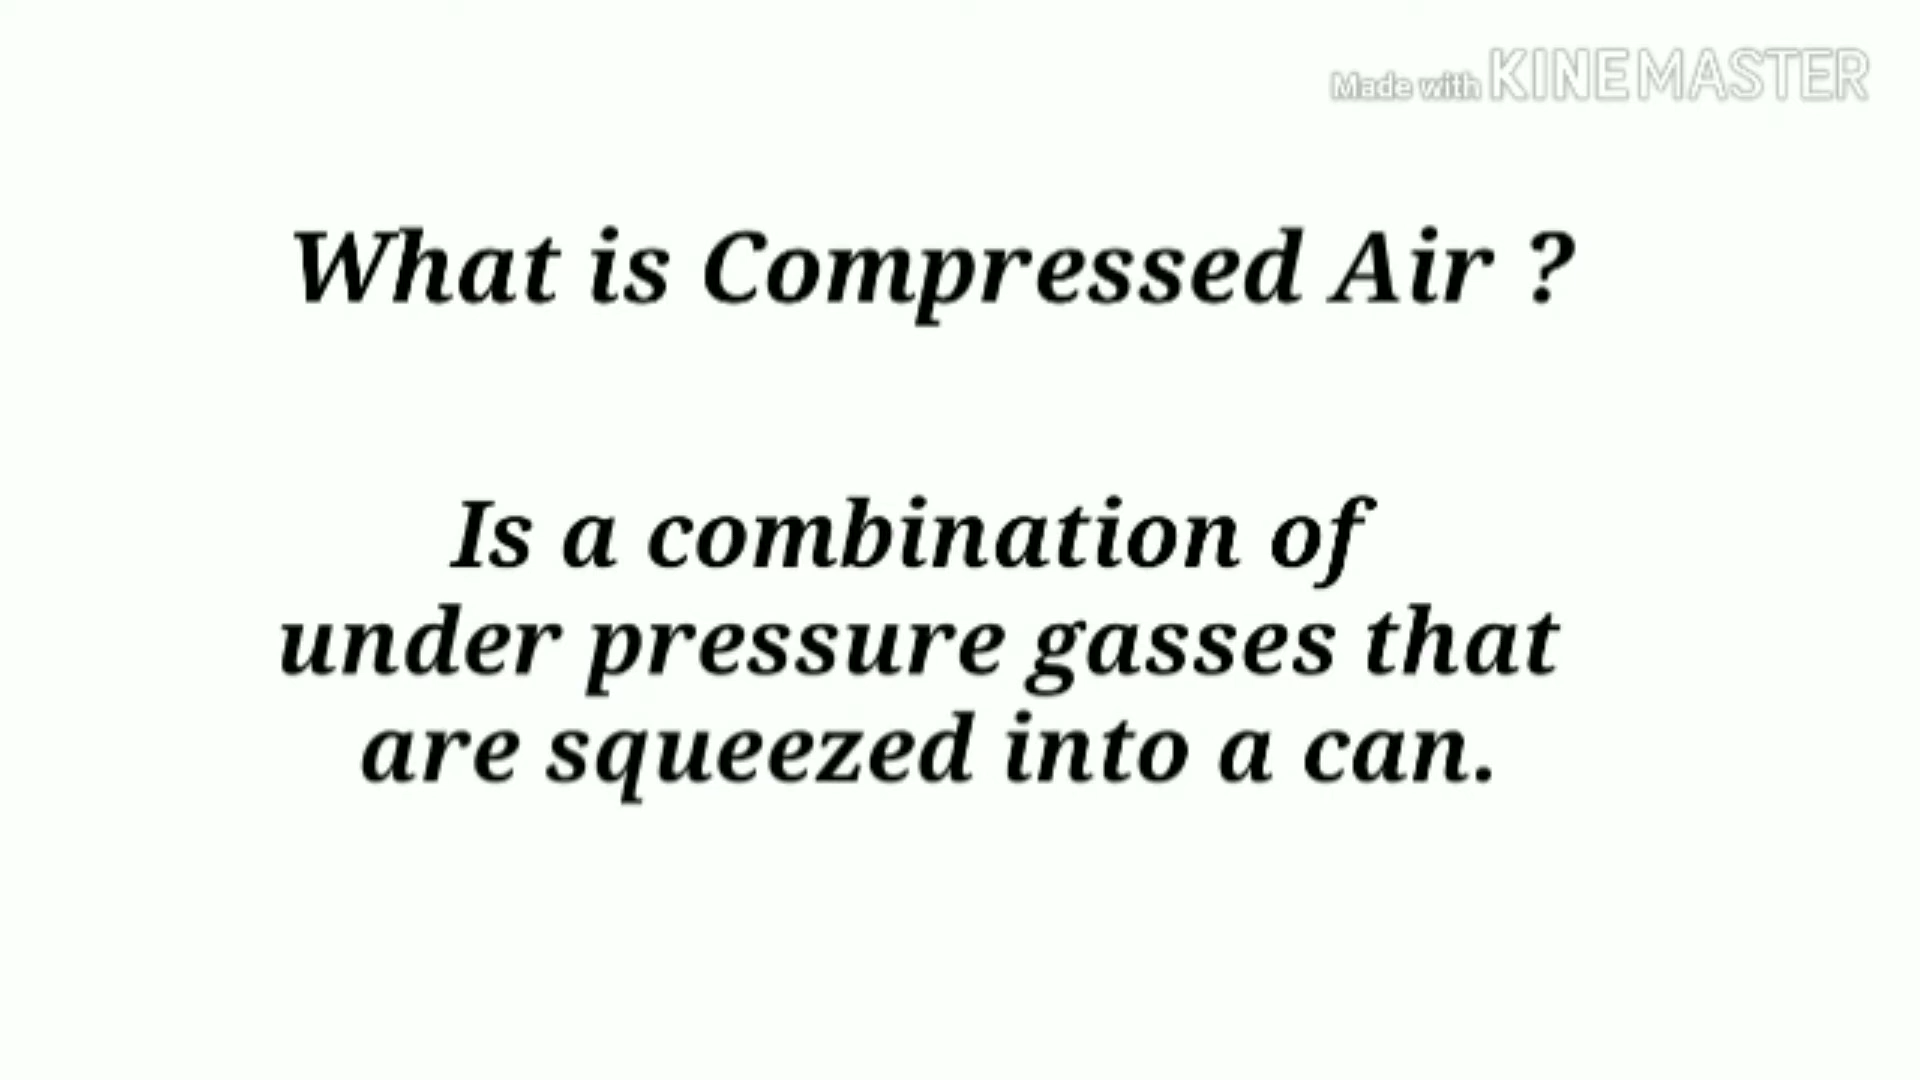 Made with KINEMASTER
What is Compressed Air ?
Is a combination of
under pressure gasses that
are squeezed into a can.